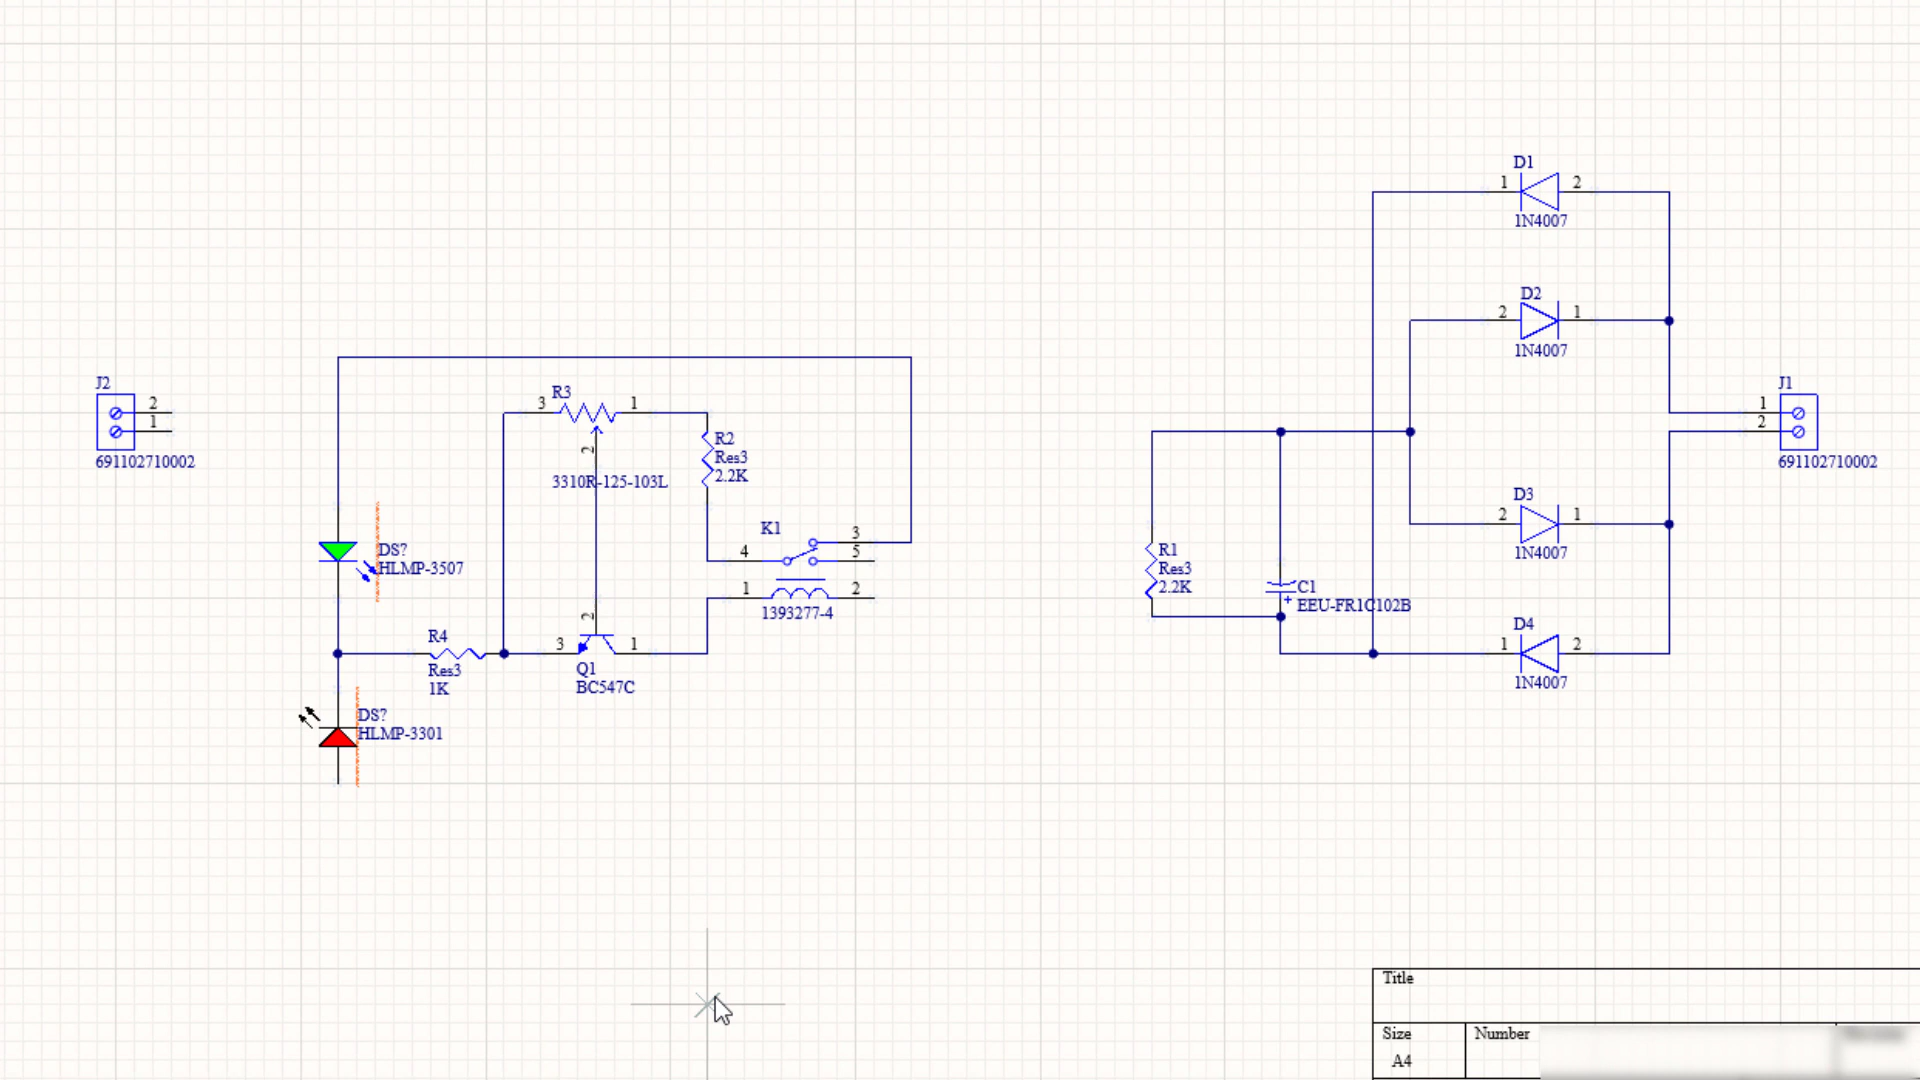 D1
1
2
1N4007
D2
2
1
1N4007
J2
2
1
691102710002
R3
3
1
2
3310R-125-103L
R2
Res3
2.2K
J1
1
2
691102710002
D3
2
1
1N4007
K1
3
4
5
1
2
1393277-4
DS?
HLMP-3507
R1
Res3
2.2K
C1
+
EEU-FR1C102B
R4
Res3
1K
2
3
1
Q1
BC547C
D4
1
2
1N4007
DS?
HLMP-3301
Title
Size
Number
A4